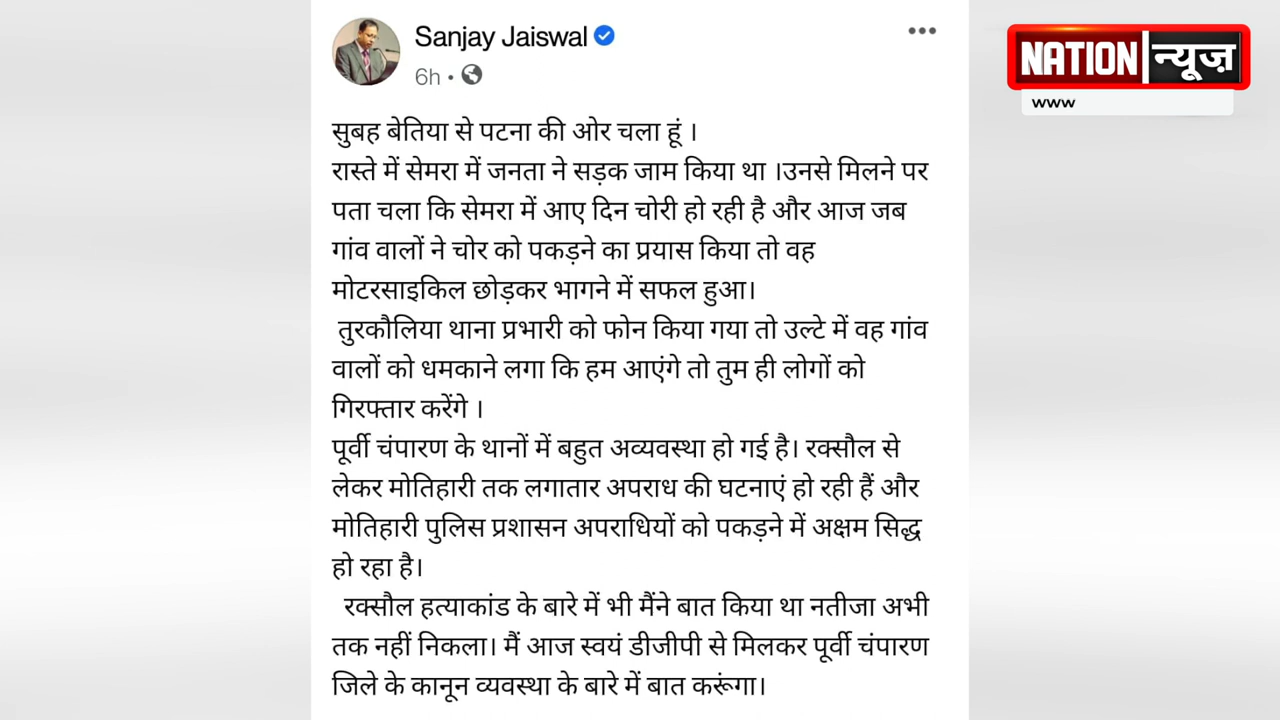 Sanjay Jaiswal
6h
NATION न्यूज़
www
सुबह बेतिया से पटना की ओर चला हूं ।
रास्ते में सेमरा में जनता ने सड़क जाम किया था ।उनसे मिलने पर
पता चला कि सेमरा में आए दिन चोरी हो रही है और आज जब
गांव वालों ने चोर को पकड़ने का प्रयास किया तो वह
मोटरसाइकिल छोड़कर भागने में सफल हुआ।
तुरकौलिया थाना प्रभारी को फोन किया गया तो उल्टे में वह गांव
वालों को धमकाने लगा कि हम आएंगे तो तुम ही लोगों को
गिरफ्तार करेंगे ।
पूर्वी चंपारण के थानों में बहुत अव्यवस्था हो गई है। रक्सौल से
लेकर मोतिहारी तक लगातार अपराध की घटनाएं हो रही हैं और
मोतिहारी पुलिस प्रशासन अपराधियों को पकड़ने में अक्षम सिद्ध
हो रहा है।
रक्सौल हत्याकांड के बारे में भी मैंने बात किया था नतीजा अभी
तक नहीं निकला। मैं आज स्वयं डीजीपी से मिलकर पूर्वी चंपारण
जिले के कानून व्यवस्था के बारे में बात करूंगा।